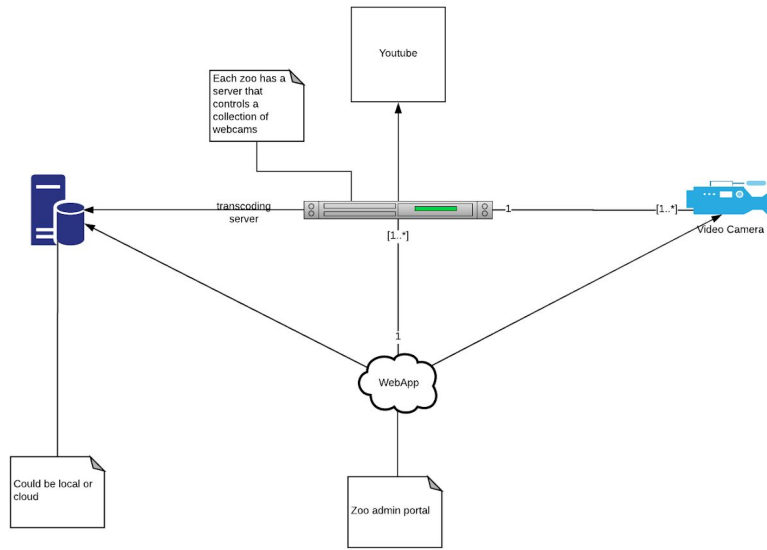 Youtube
Each zoo has a
server that
controls a
collection of
webcams
transcoding
server
1
[1..*]
Video Camera
[1..*]
1
WebApp
Could be local or
cloud
Zoo admin portal